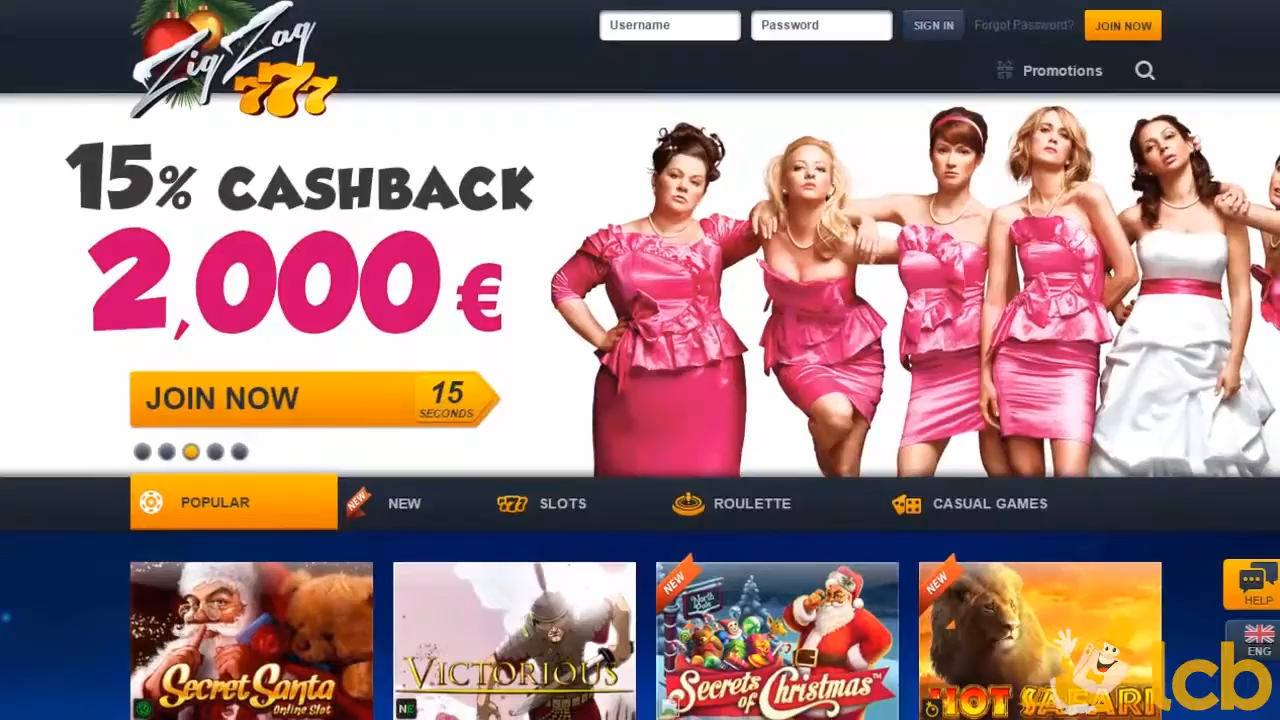 Username
Password
SIGN IN
Forgot Password?
JOIN NOW
ZigZag
777
Promotions
15% CASHBACK
2,000 €
JOIN NOW
15
SECONDS
POPULAR
NEW
NEW
777
SLOTS
ROULETTE
CASUAL GAMES
Secret Santa
Online Slot
VICTORIOUS
NE
NEW
North
Pole
Secrets
of Christmas™
NEW
HOT SAFARI
HELP
ENG
lcb